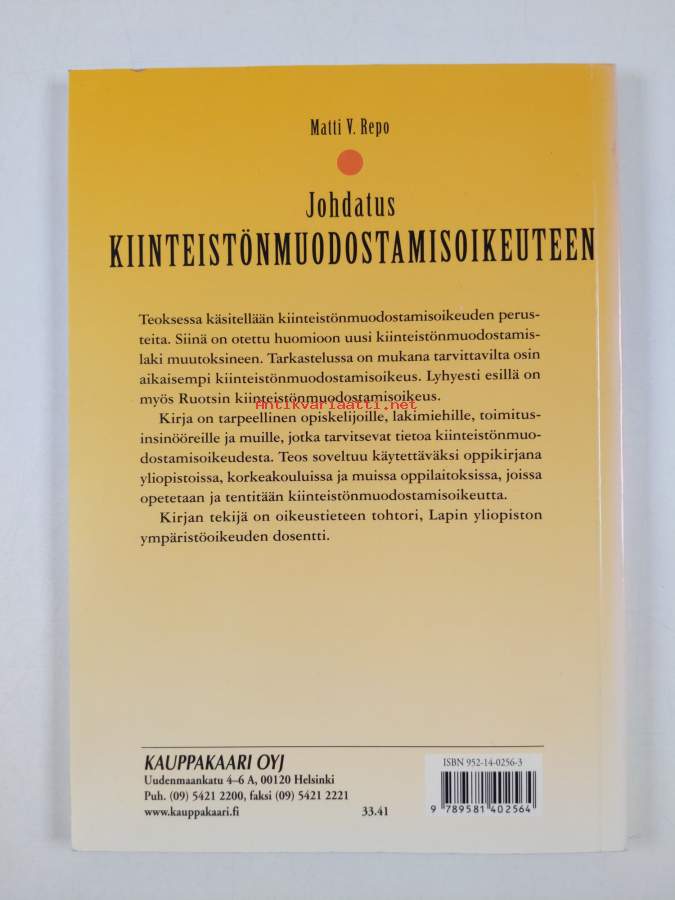 Matti V. Repo
Johdatus
KIINTEISTÖNMUODOSTAMISOIKEUTEEN
Teoksessa käsitellään kiinteistönmuodostamisoikeuden perus-
teita. Siinä on otettu huomioon uusi kiinteistönmuodostamis-
laki muutoksineen. Tarkastelussa on mukana tarvittavilta osin
aikaisempi kiinteistönmuodostamisoikeus. Lyhyesti esillä on
myös Ruotsin kiinteistönmuodostamisoikeus.
Antikvariaatti.net
Kirja on tarpeellinen opiskelijoille, lakimiehille, toimitus-
insinööreille ja muille, jotka tarvitsevat tietoa kiinteistönmuo-
dostamisoikeudesta. Teos soveltuu käytettäväksi oppikirjana
yliopistoissa, korkeakouluissa ja muissa oppilaitoksissa, joissa
opetetaan ja tentitään kiinteistönmuodostamisoikeutta.
Kirjan tekijä on oikeustieteen tohtori, Lapin yliopiston
ympäristöoikeuden dosentti.
KAUPPAKAARI OYJ
Uudenmaankatu 4–6 A, 00120 Helsinki
Puh. (09) 5421 2200, faksi (09) 5421 2221
www.kauppakaari.fi 33.41
ISBN 952-14-0256-3
9 789581 402564